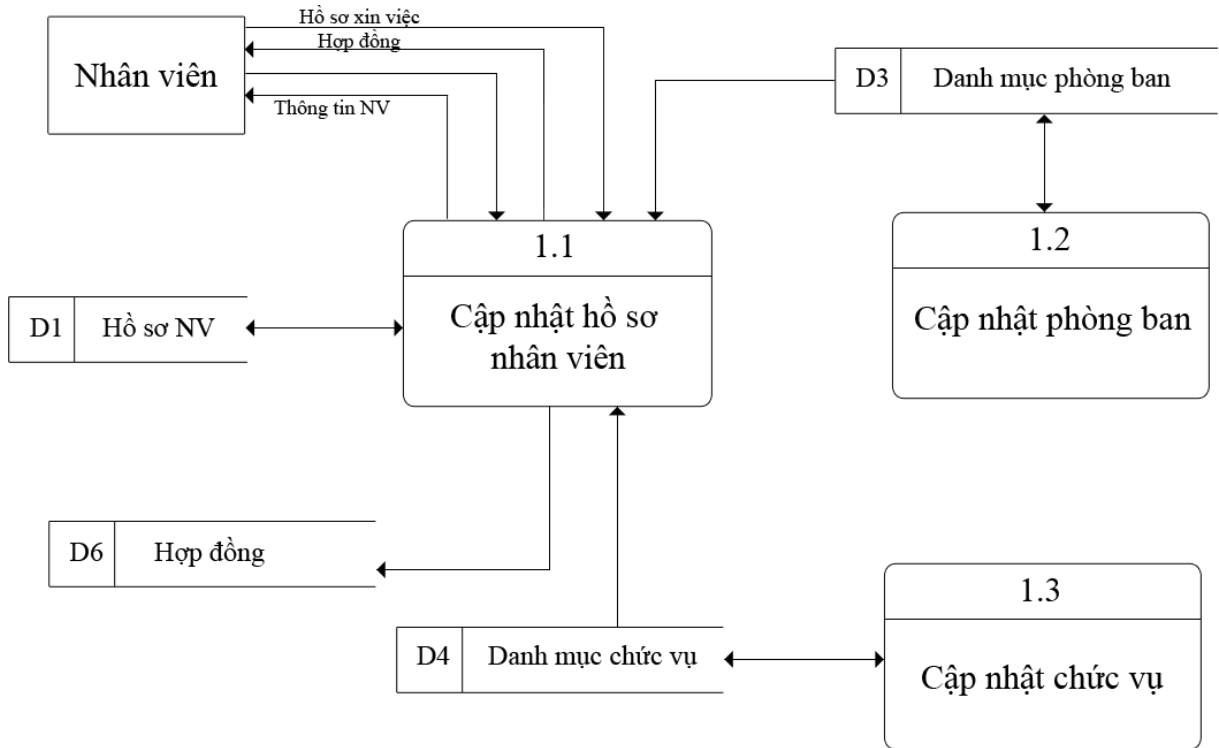 Hồ sơ xin việc
Hợp đồng
Nhân viên
Thông tin NV
D3 Danh mục phòng ban
1.1
Cập nhật hồ sơ
nhân viên
1.2
Cập nhật phòng ban
D1 Hồ sơ NV
D6 Hợp đồng
D4 Danh mục chức vụ
1.3
Cập nhật chức vụ